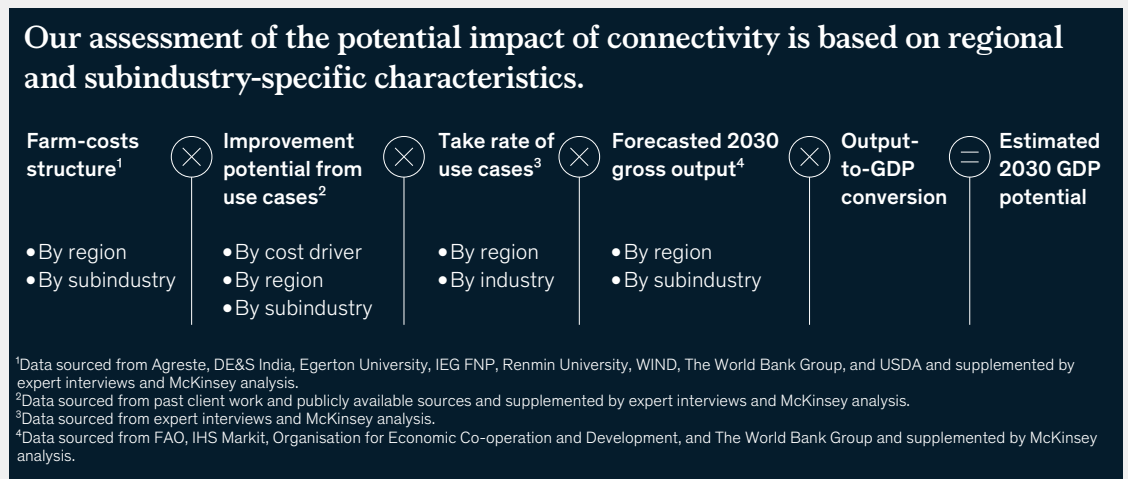 Our assessment of the potential impact of connectivity is based on regional
and subindustry-specific characteristics.
Farm-costs
structure¹
×
Improvement
potential from
use cases²
×
Take rate of
use cases³
×
Forecasted 2030
gross output⁴
×
Output-
to-GDP
conversion
=
Estimated
2030 GDP
potential
• By region
• By subindustry
• By cost driver
• By region
• By subindustry
• By region
• By industry
• By region
• By subindustry
¹Data sourced from Agreste, DE&S India, Egerton University, IEG FNP, Renmin University, WIND, The World Bank Group, and USDA and supplemented by
expert interviews and McKinsey analysis.
²Data sourced from past client work and publicly available sources and supplemented by expert interviews and McKinsey analysis.
³Data sourced from expert interviews and McKinsey analysis.
⁴Data sourced from FAO, IHS Markit, Organisation for Economic Co-operation and Development, and The World Bank Group and supplemented by McKinsey
analysis.